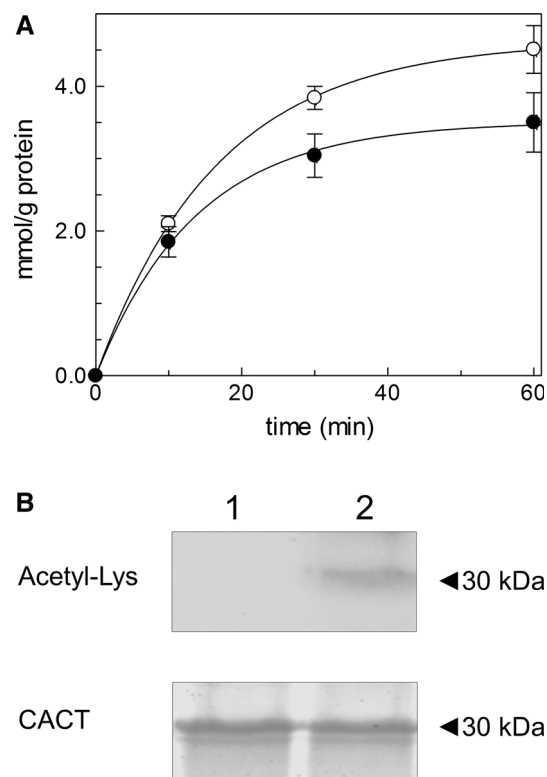 A
mmol/g protein
4.0
2.0
0.0
0 20 40 60
time (min)
B
1 2
Acetyl-Lys ◄30 kDa
CACT ◄30 kDa